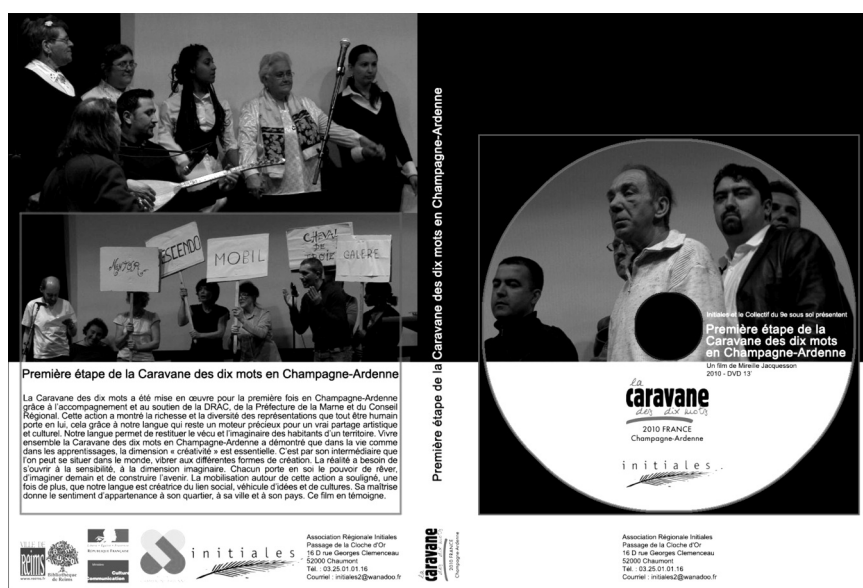 CRESCENDO
MOBIL
CHEVAL
DE
TROIE
GALERE
Première étape de la Caravane des dix mots en Champagne-Ardenne
La Caravane des dix mots a été mise en œuvre pour la première fois en Champagne-Ardenne
grâce à l'accompagnement et au soutien de la DRAC, de la Préfecture de la Marne et du Conseil
Régional. Cette action a montré la richesse et la diversité des représentations que tout être humain
porte en lui, cela grâce à notre langue qui reste un moteur précieux pour un vrai partage artistique
et culturel. Notre langue permet de restituer le vécu et l'imaginaire des habitants d'un territoire. Vivre
ensemble la Caravane des dix mots en Champagne-Ardenne a démontré que dans la vie comme
dans les apprentissages, la dimension « créativité » est essentielle. C'est par son intermédiaire que
l'on peut se situer dans le monde, vibrer aux différentes formes de création. La réalité a besoin de
s'ouvrir à la sensibilité, à la dimension imaginaire. Chacun porte en soi le pouvoir de rêver,
d'imaginer demain et de construire l'avenir. La mobilisation autour de cette action a souligné, une
fois de plus, que notre langue est créatrice du lien social, véhicule d'idées et de cultures. Sa maîtrise
donne le sentiment d'appartenance à son quartier, à sa ville et à son pays. Ce film en témoigne.
VILLE DE
REIMS
Bibliothèque
de Reims
RÉPUBLIQUE FRANÇAISE
Culture
Communication
initiales
Association Régionale Initiales
Passage de la Cloche d'Or
16 D rue Georges Clemenceau
52000 Chaumont
Tél. : 03.25.01.01.16
Courriel : initiales2@wanadoo.fr
Première étape de la Caravane des dix mots en Champagne-Ardenne
la
caravane
des dix mots
2010 FRANCE
Champagne-Ardenne
Initiales et le Collectif du 9e sous sol présentent
Première étape de la
Caravane des dix mots
en Champagne-Ardenne
Un film de Mireille Jacquesson
2010 - DVD 13'
la
caravane
des dix mots
2010 FRANCE
Champagne-Ardenne
initiales
Association Régionale Initiales
Passage de la Cloche d'Or
16 D rue Georges Clemenceau
52000 Chaumont
Tél. : 03.25.01.01.16
Courriel : initiales2@wanadoo.fr